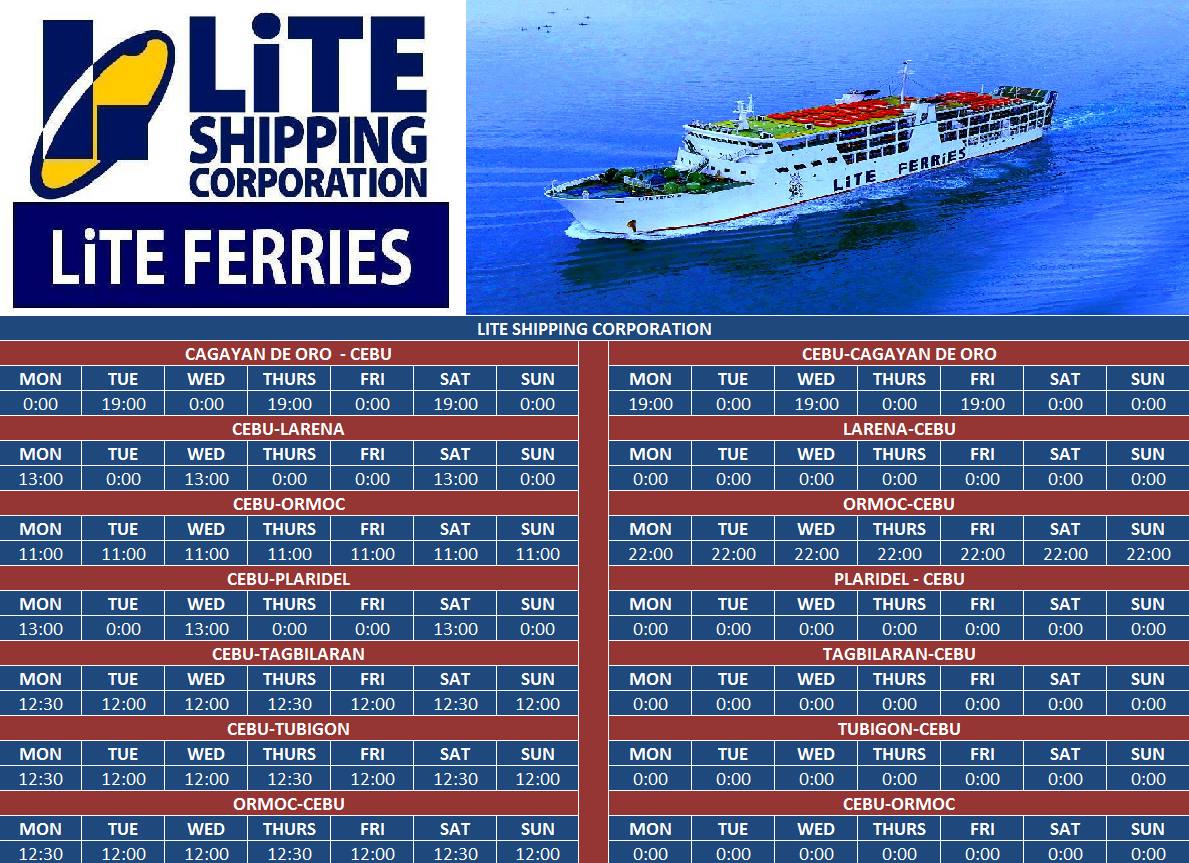 LiTE
SHIPPING
CORPORATION
LiTE FERRIES
LiTE FERRiES
LITE SHIPPING CORPORATION
CAGAYAN DE ORO - CEBU
MON TUE WED THURS FRI SAT SUN
0:00 19:00 0:00 19:00 0:00 19:00 0:00
CEBU-LARENA
MON TUE WED THURS FRI SAT SUN
13:00 0:00 13:00 0:00 0:00 13:00 0:00
CEBU-ORMOC
MON TUE WED THURS FRI SAT SUN
11:00 11:00 11:00 11:00 11:00 11:00 11:00
CEBU-PLARIDEL
MON TUE WED THURS FRI SAT SUN
13:00 0:00 13:00 0:00 0:00 13:00 0:00
CEBU-TAGBILARAN
MON TUE WED THURS FRI SAT SUN
12:30 12:00 12:00 12:30 12:00 12:30 12:00
CEBU-TUBIGON
MON TUE WED THURS FRI SAT SUN
12:30 12:00 12:00 12:30 12:00 12:30 12:00
ORMOC-CEBU
MON TUE WED THURS FRI SAT SUN
12:30 12:00 12:00 12:30 12:00 12:30 12:00
CEBU-CAGAYAN DE ORO
MON TUE WED THURS FRI SAT SUN
19:00 0:00 19:00 0:00 19:00 0:00 0:00
LARENA-CEBU
MON TUE WED THURS FRI SAT SUN
0:00 0:00 0:00 0:00 0:00 0:00 0:00
ORMOC-CEBU
MON TUE WED THURS FRI SAT SUN
22:00 22:00 22:00 22:00 22:00 22:00 22:00
PLARIDEL - CEBU
MON TUE WED THURS FRI SAT SUN
0:00 0:00 0:00 0:00 0:00 0:00 0:00
TAGBILARAN-CEBU
MON TUE WED THURS FRI SAT SUN
0:00 0:00 0:00 0:00 0:00 0:00 0:00
TUBIGON-CEBU
MON TUE WED THURS FRI SAT SUN
0:00 0:00 0:00 0:00 0:00 0:00 0:00
CEBU-ORMOC
MON TUE WED THURS FRI SAT SUN
0:00 0:00 0:00 0:00 0:00 0:00 0:00